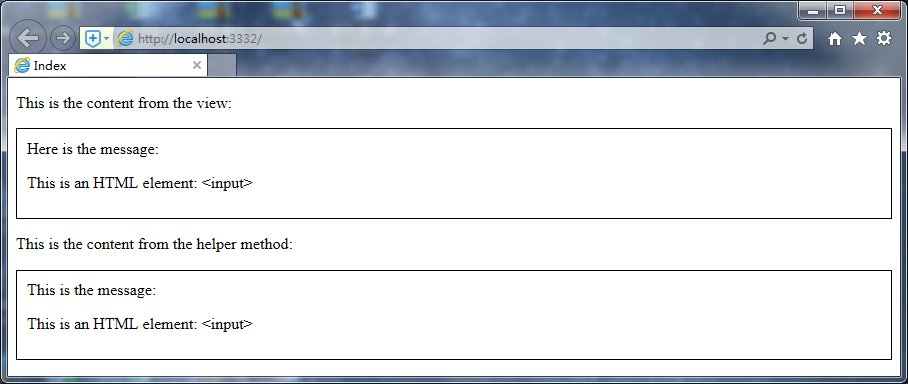 http://localhost:3332/
Index
This is the content from the view:
Here is the message:
This is an HTML element: <input>
This is the content from the helper method:
This is the message:
This is an HTML element: <input>